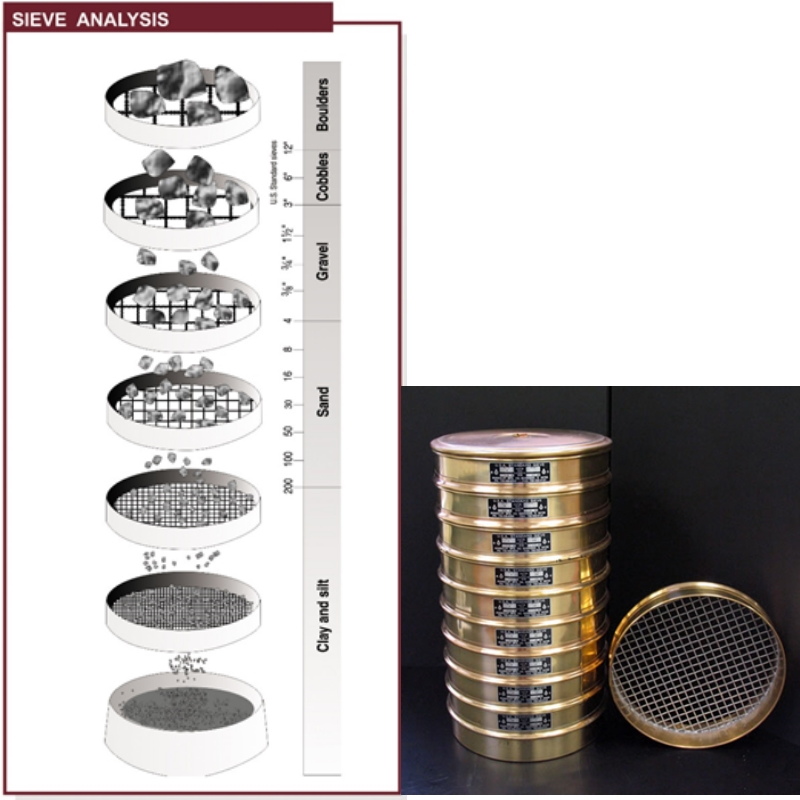 SIEVE ANALYSIS
U.S. Standard sieves
12"
6"
3"
1½"
¾"
⅜"
4
8
16
30
50
100
200
Boulders
Cobbles
Gravel
Sand
Clay and silt